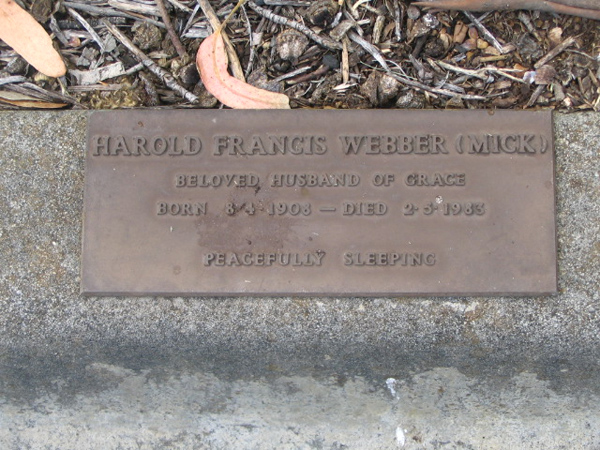 HAROLD FRANCIS WEBBER (MICK)
BELOVED HUSBAND OF GRACE
BORN 8·4·1908 — DIED 2·5·1983
PEACEFULLY SLEEPING